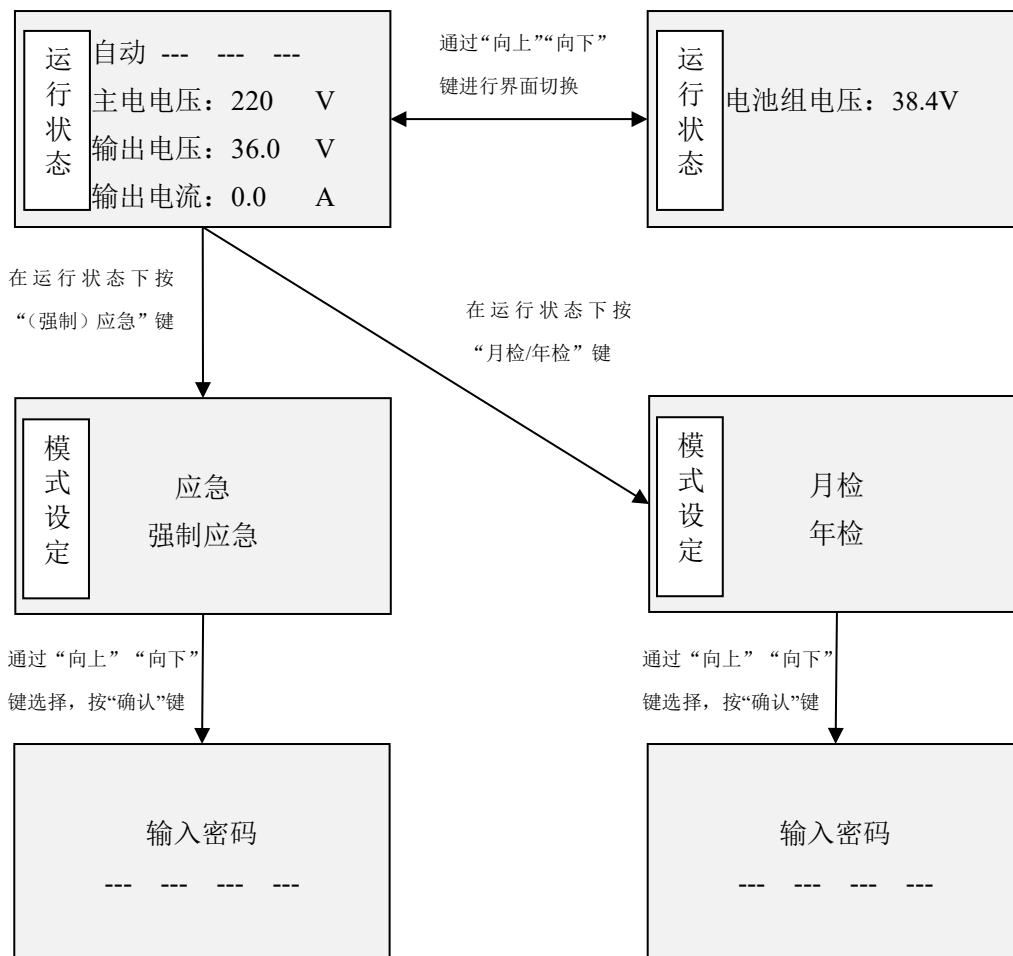 运行状态
自动 --- --- ---
主电电压：220 V
输出电压：36.0 V
输出电流：0.0 A
通过“向上”“向下”
键进行界面切换
运行状态
电池组电压：38.4V
在运行状态下按
“（强制）应急”键
在运行状态下按
“月检/年检”键
模式设定
应急
强制应急
模式设定
月检
年检
通过“向上”“向下”
键选择，按“确认”键
通过“向上”“向下”
键选择，按“确认”键
输入密码
--- --- --- ---
输入密码
--- --- --- ---